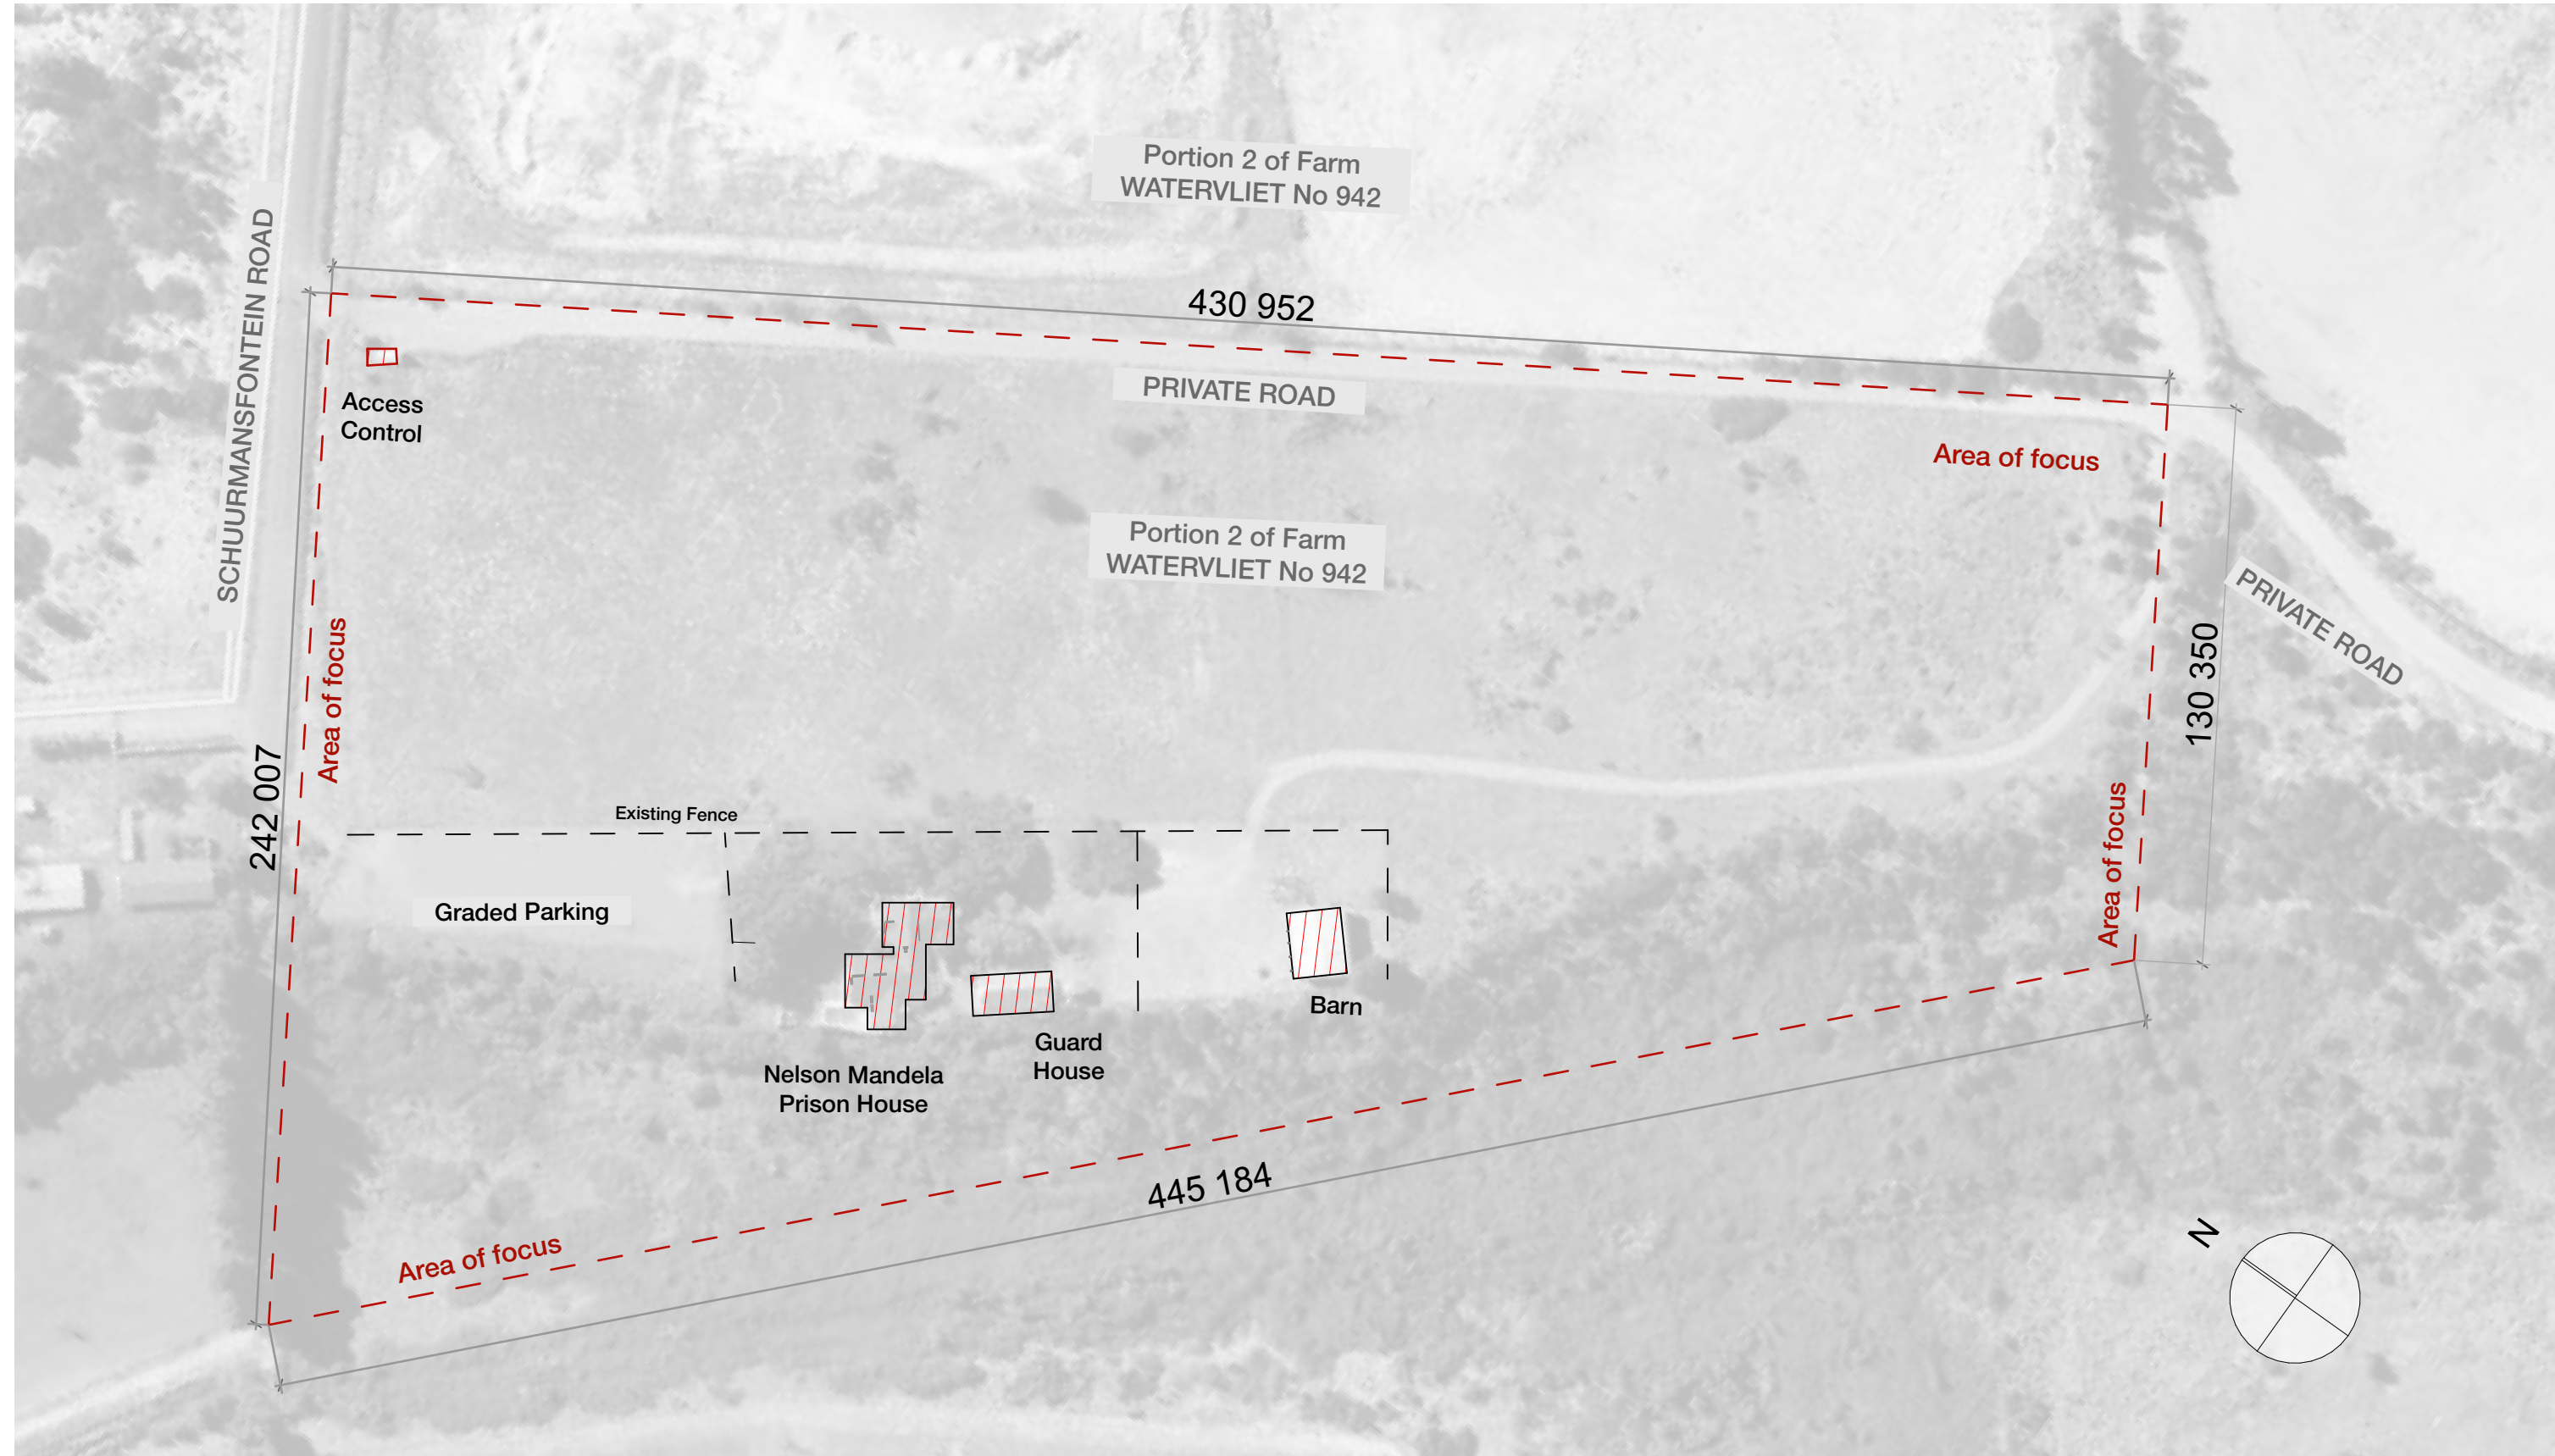 Portion 2 of Farm
WATERVLIET No 942
SCHUURMANSFONTEIN ROAD
430 952
PRIVATE ROAD
Access
Control
Area of focus
Portion 2 of Farm
WATERVLIET No 942
PRIVATE ROAD
Area of focus
130 350
242 007
Existing Fence
Area of focus
Graded Parking
Barn
Guard
House
Nelson Mandela
Prison House
445 184
Area of focus
N